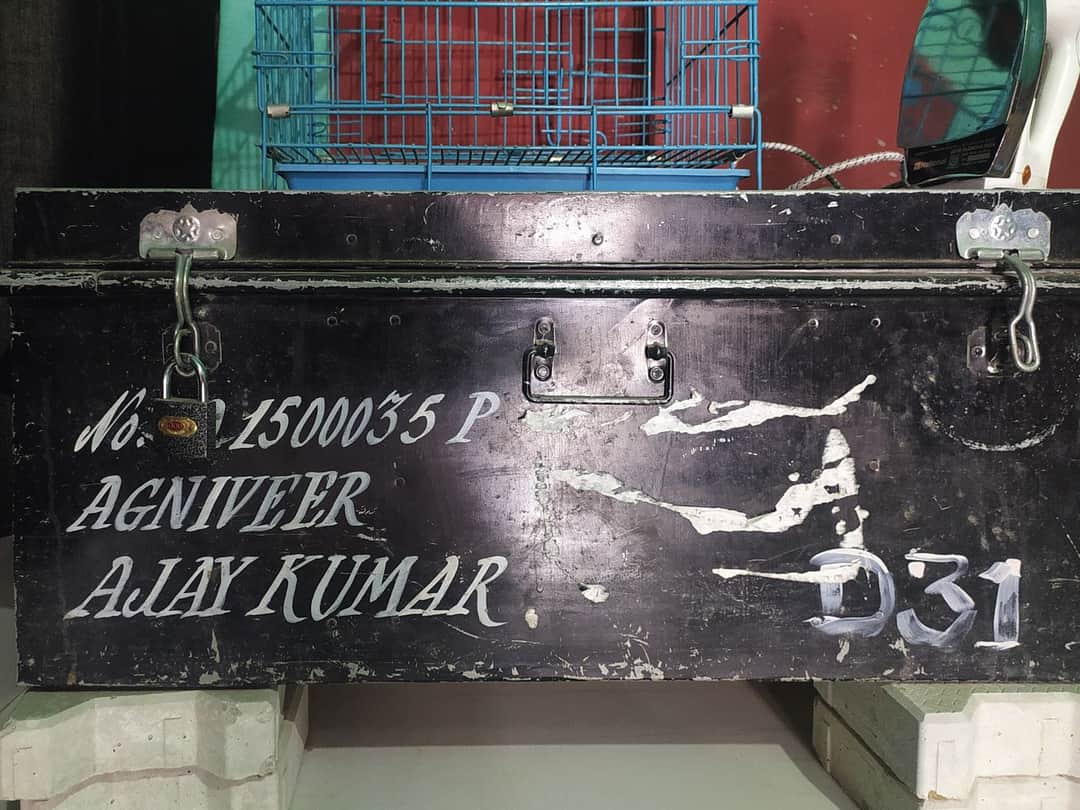 No. 1500035 P
AGNIVEER
AJAY KUMAR
D31